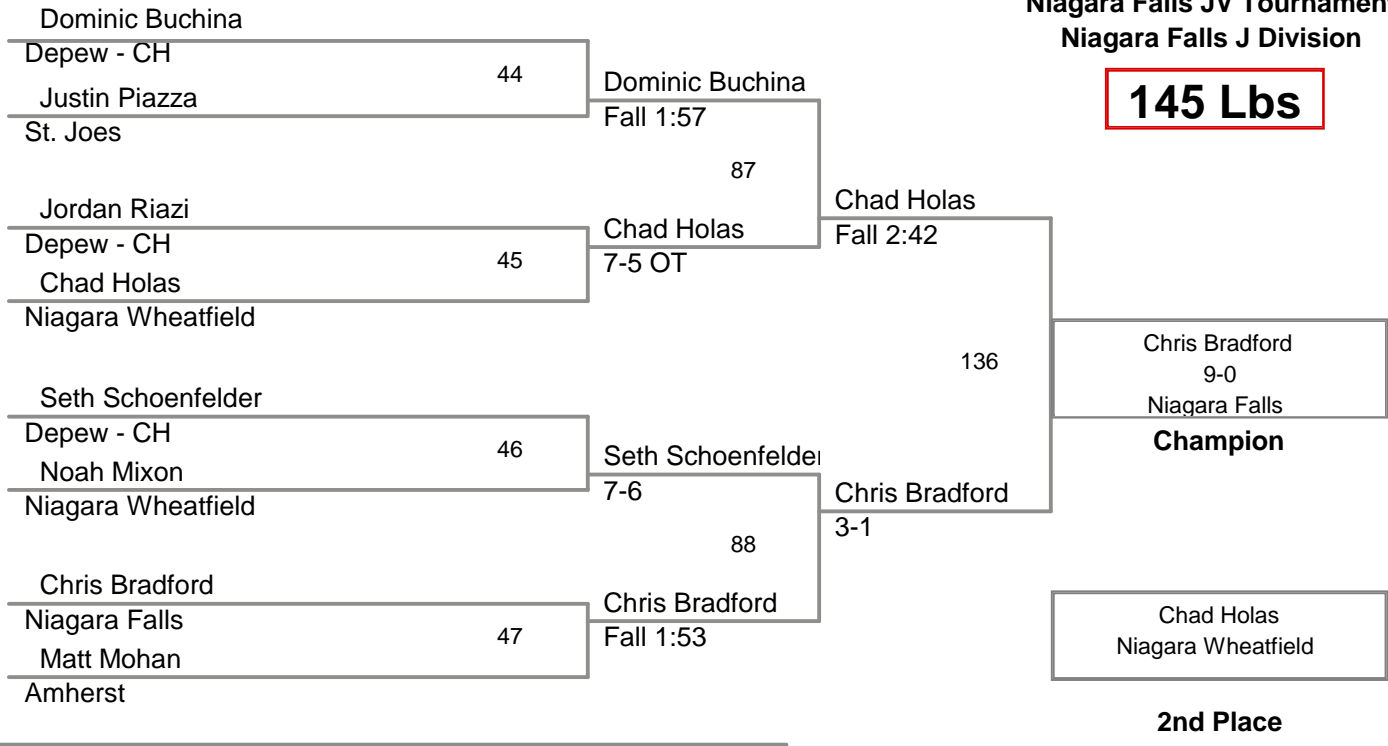 Niagara Falls JV Tournament
Niagara Falls J Division
145 Lbs
Dominic Buchina
Depew - CH
44
Justin Piazza
St. Joes
Dominic Buchina
Fall 1:57
87
Jordan Riazi
Depew - CH
45
Chad Holas
Niagara Wheatfield
Chad Holas
7-5 OT
Chad Holas
Fall 2:42
136
Seth Schoenfelder
Depew - CH
46
Noah Mixon
Niagara Wheatfield
Seth Schoenfelder
7-6
88
Chris Bradford
Niagara Falls
47
Matt Mohan
Amherst
Chris Bradford
Fall 1:53
Chris Bradford
3-1
Chris Bradford
9-0
Niagara Falls
Champion
Chad Holas
Niagara Wheatfield
2nd Place